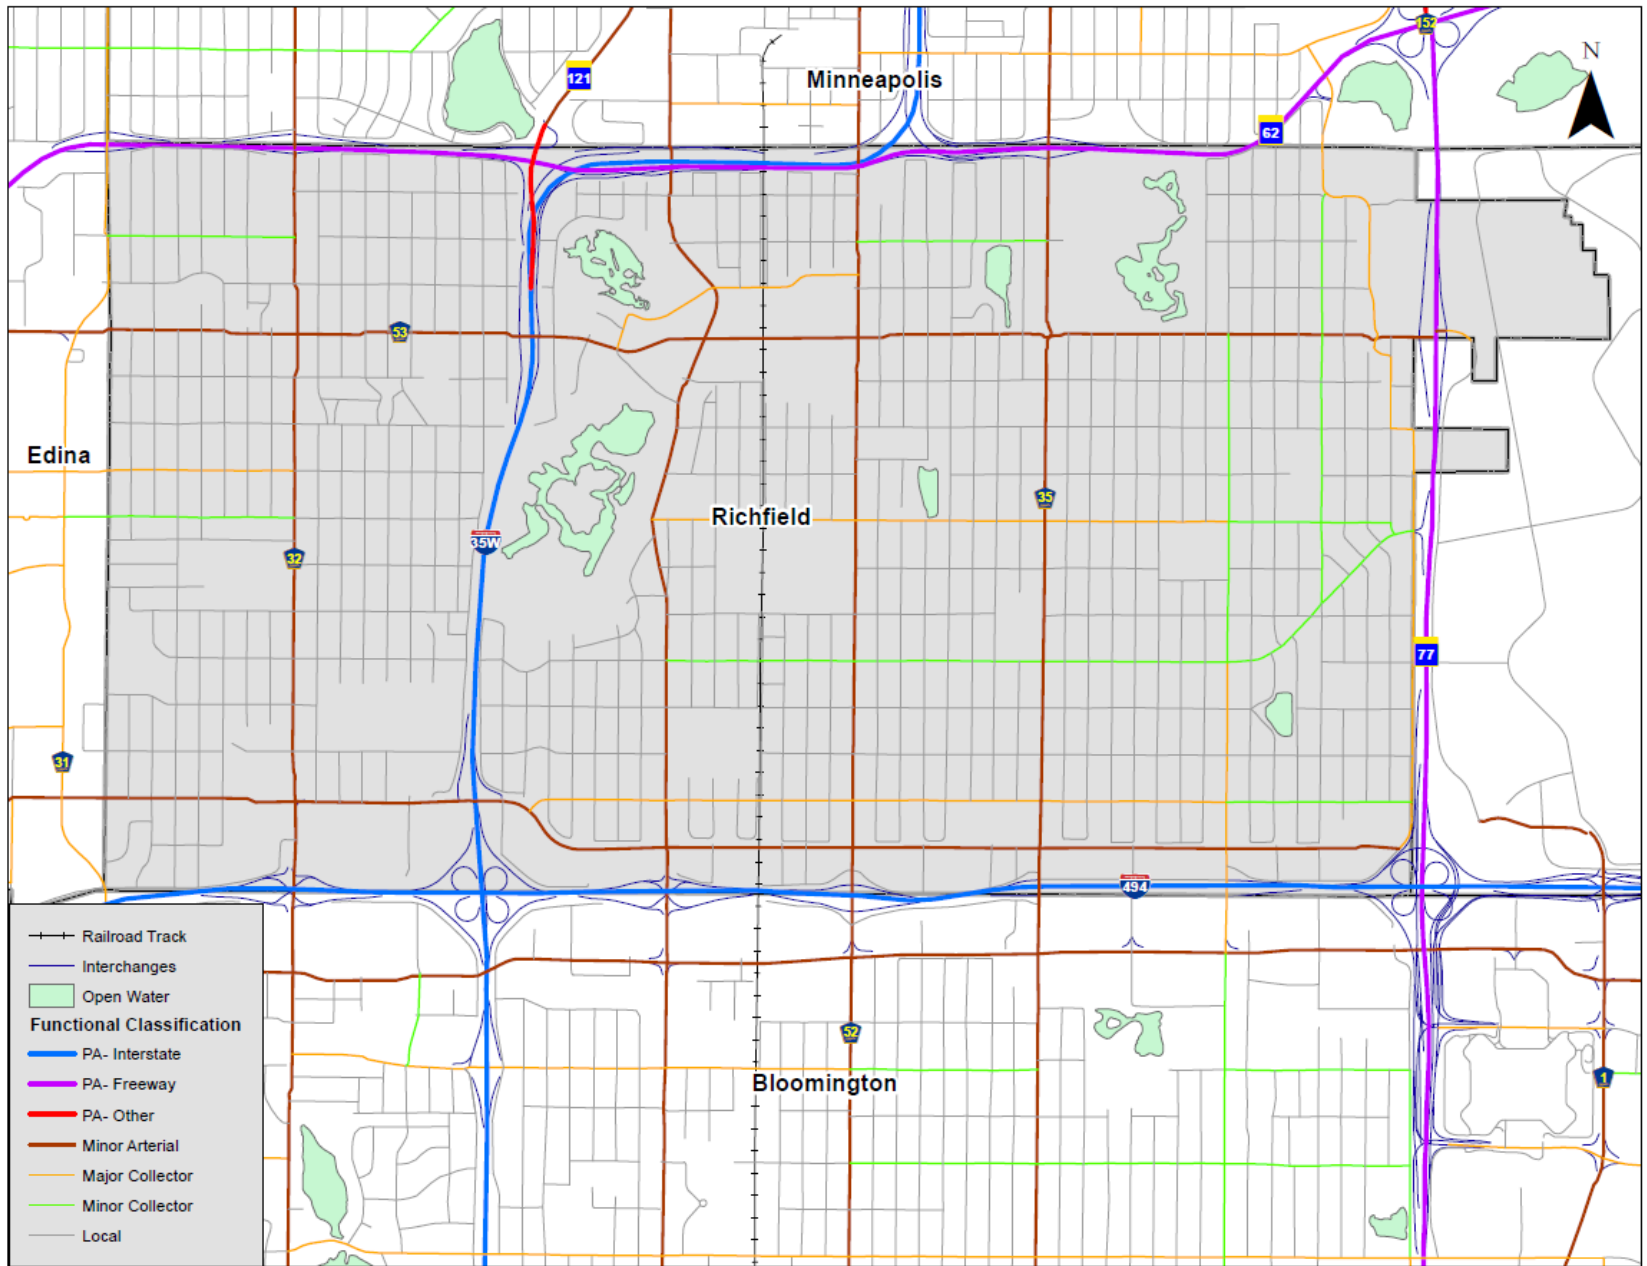 152
N
121
Minneapolis
62
53
Edina
35
Richfield
35W
32
77
31
494
Railroad Track
Interchanges
Open Water
Functional Classification
PA- Interstate
PA- Freeway
PA- Other
Minor Arterial
Major Collector
Minor Collector
Local
52
Bloomington
1